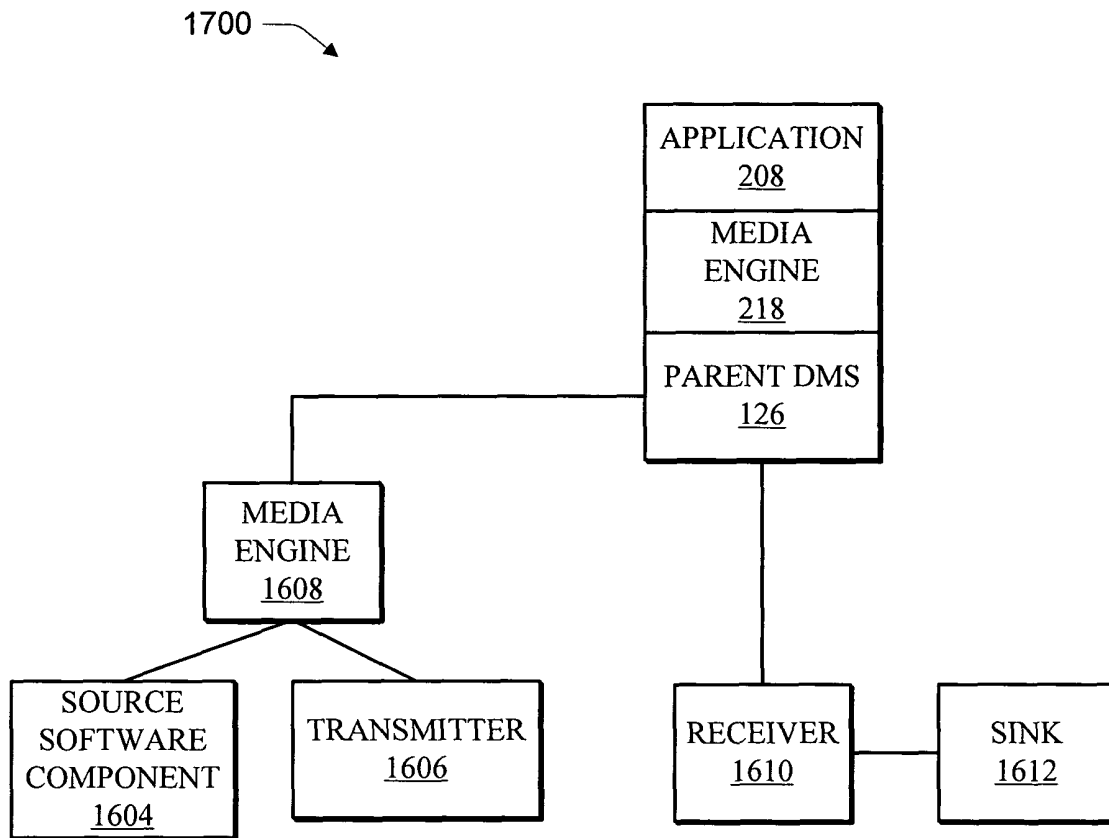 1700
APPLICATION
208
MEDIA
ENGINE
218
PARENT DMS
126
MEDIA
ENGINE
1608
SOURCE
SOFTWARE
COMPONENT
1604
TRANSMITTER
1606
RECEIVER
1610
SINK
1612